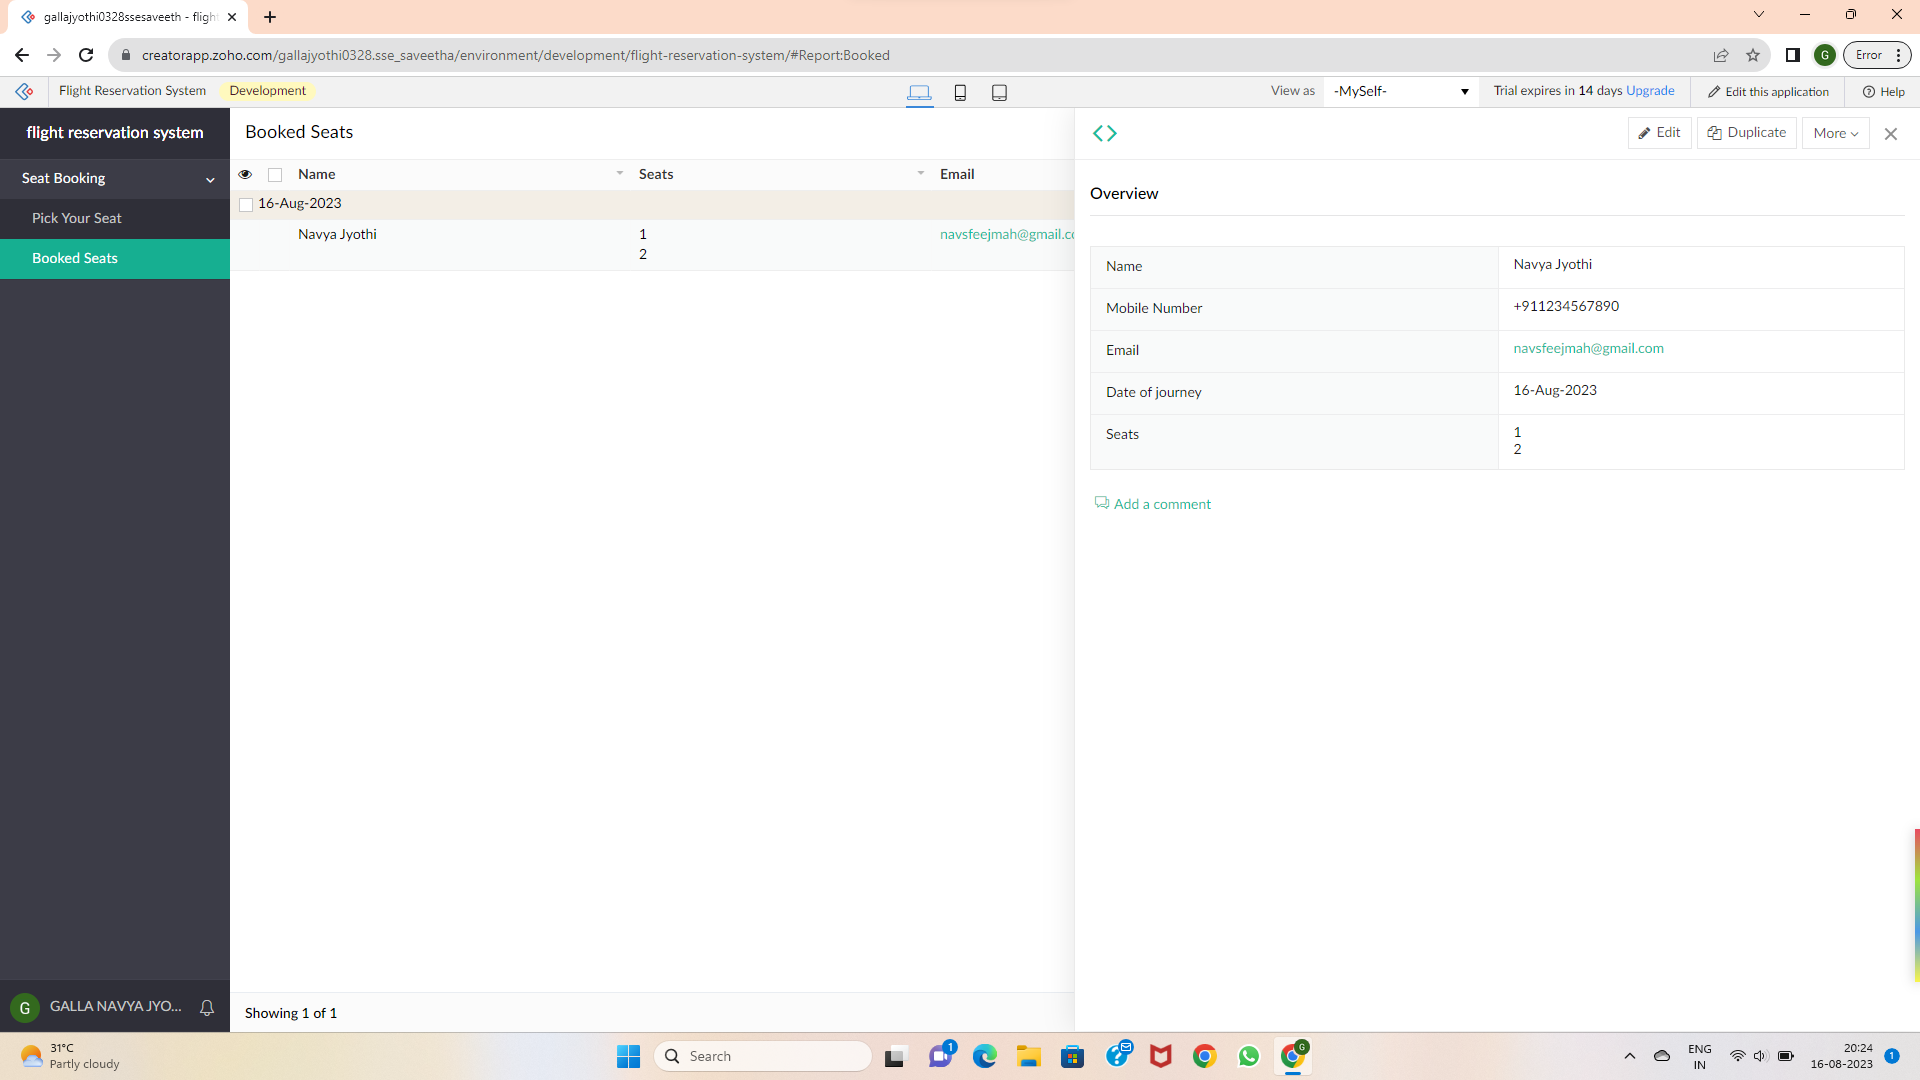 gallajyothi0328ssesaveeth - fligh
creatorapp.zoho.com/gallajyothi0328.sse_saveetha/environment/development/flight-reservation-system/#Report:Booked
G
Error
Flight Reservation System
Development
View as
-MySelf-
Trial expires in 14 days Upgrade
Edit this application
Help
flight reservation system
Seat Booking
Pick Your Seat
Booked Seats
GALLA NAVYA JYO...
G
Booked Seats
Name Seats Email
16-Aug-2023
Navya Jyothi 1 navsfeejmah@gmail.co
2
Showing 1 of 1
Edit
Duplicate
More
Overview
Name Navya Jyothi
Mobile Number +911234567890
Email navsfeejmah@gmail.com
Date of journey 16-Aug-2023
Seats 1
2
Add a comment
31°C
Partly cloudy
Search
1
G
ENG
IN
20:24
16-08-2023
1